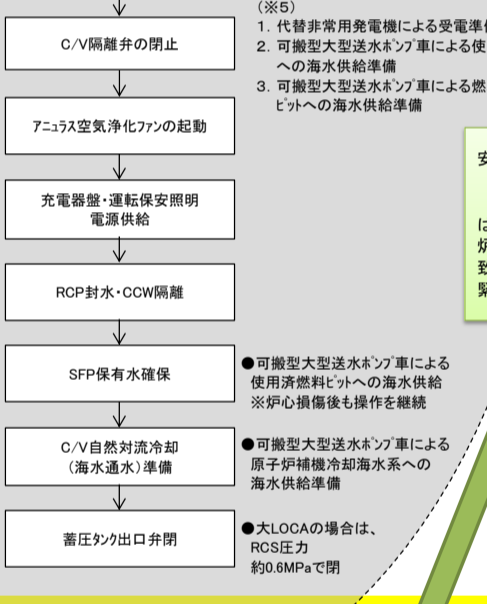 (※5)
1. 代替非常用発電機による受電準
2. 可搬型大型送水ポンプ車による使
への海水供給準備
3. 可搬型大型送水ポンプ車による燃
ピットへの海水供給準備
C/V隔離弁の閉止
アニュラス空気浄化ファンの起動
充電器盤・運転保安照明
電源供給
RCP封水・CCW隔離
SFP保有水確保
●可搬型大型送水ポンプ車による
使用済燃料ピットへの海水供給
※炉心損傷後も操作を継続
C/V自然対流冷却
(海水通水)準備
●可搬型大型送水ポンプ車による
原子炉補機冷却海水系への
海水供給準備
蓄圧タンク出口弁閉
●大LOCAの場合は、
RCS圧力
約0.6MPaで閉
安
は
炉
致
緊